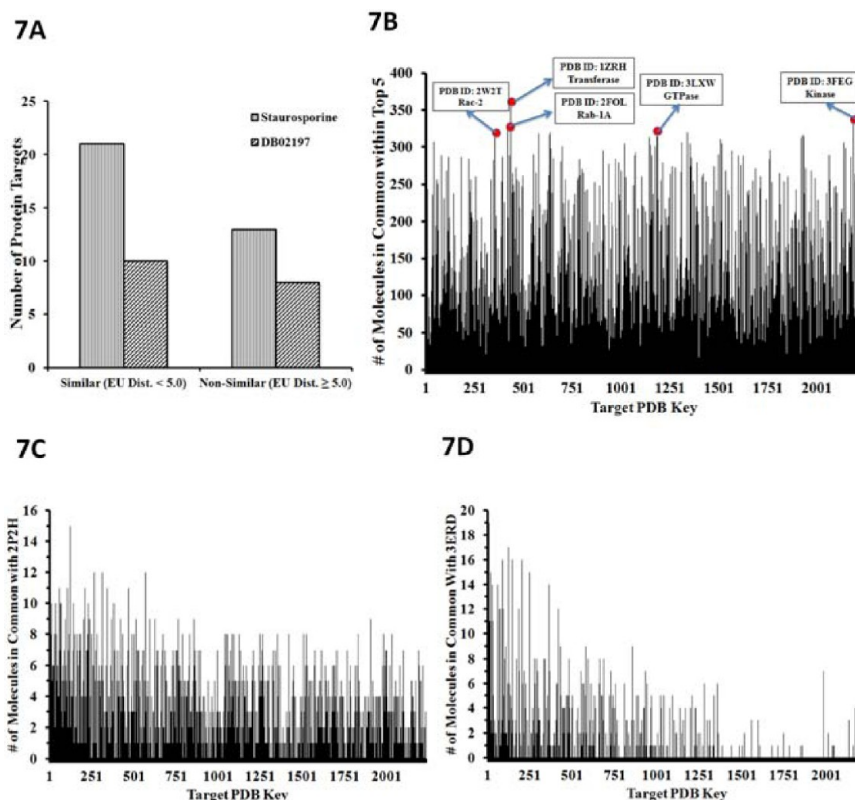 7A
Number of Protein Targets
25
20
15
10
5
0
Staurosporine
DB02197
Similar (EU Dist. < 5.0)
Non-Similar (EU Dist. ≥ 5.0)
7B
# of Molecules in Common within Top 5
400
350
300
250
200
150
100
50
0
PDB ID: 2W2T
Rac-2
PDB ID: 1ZRH
Transferase
PDB ID: 2FOL
Rab-1A
PDB ID: 3LXW
GTPase
PDB ID: 3FEG
Kinase
1 251 501 751 1001 1251 1501 1751 2001
Target PDB Key
7C
# of Molecules in Common with 2P2H
16
14
12
10
8
6
4
2
0
1 251 501 751 1001 1251 1501 1751 2001
Target PDB Key
7D
# of Molecules in Common With 3ERD
20
18
16
14
12
10
8
6
4
2
0
1 251 501 751 1001 1251 1501 1751 2001
Target PDB Key